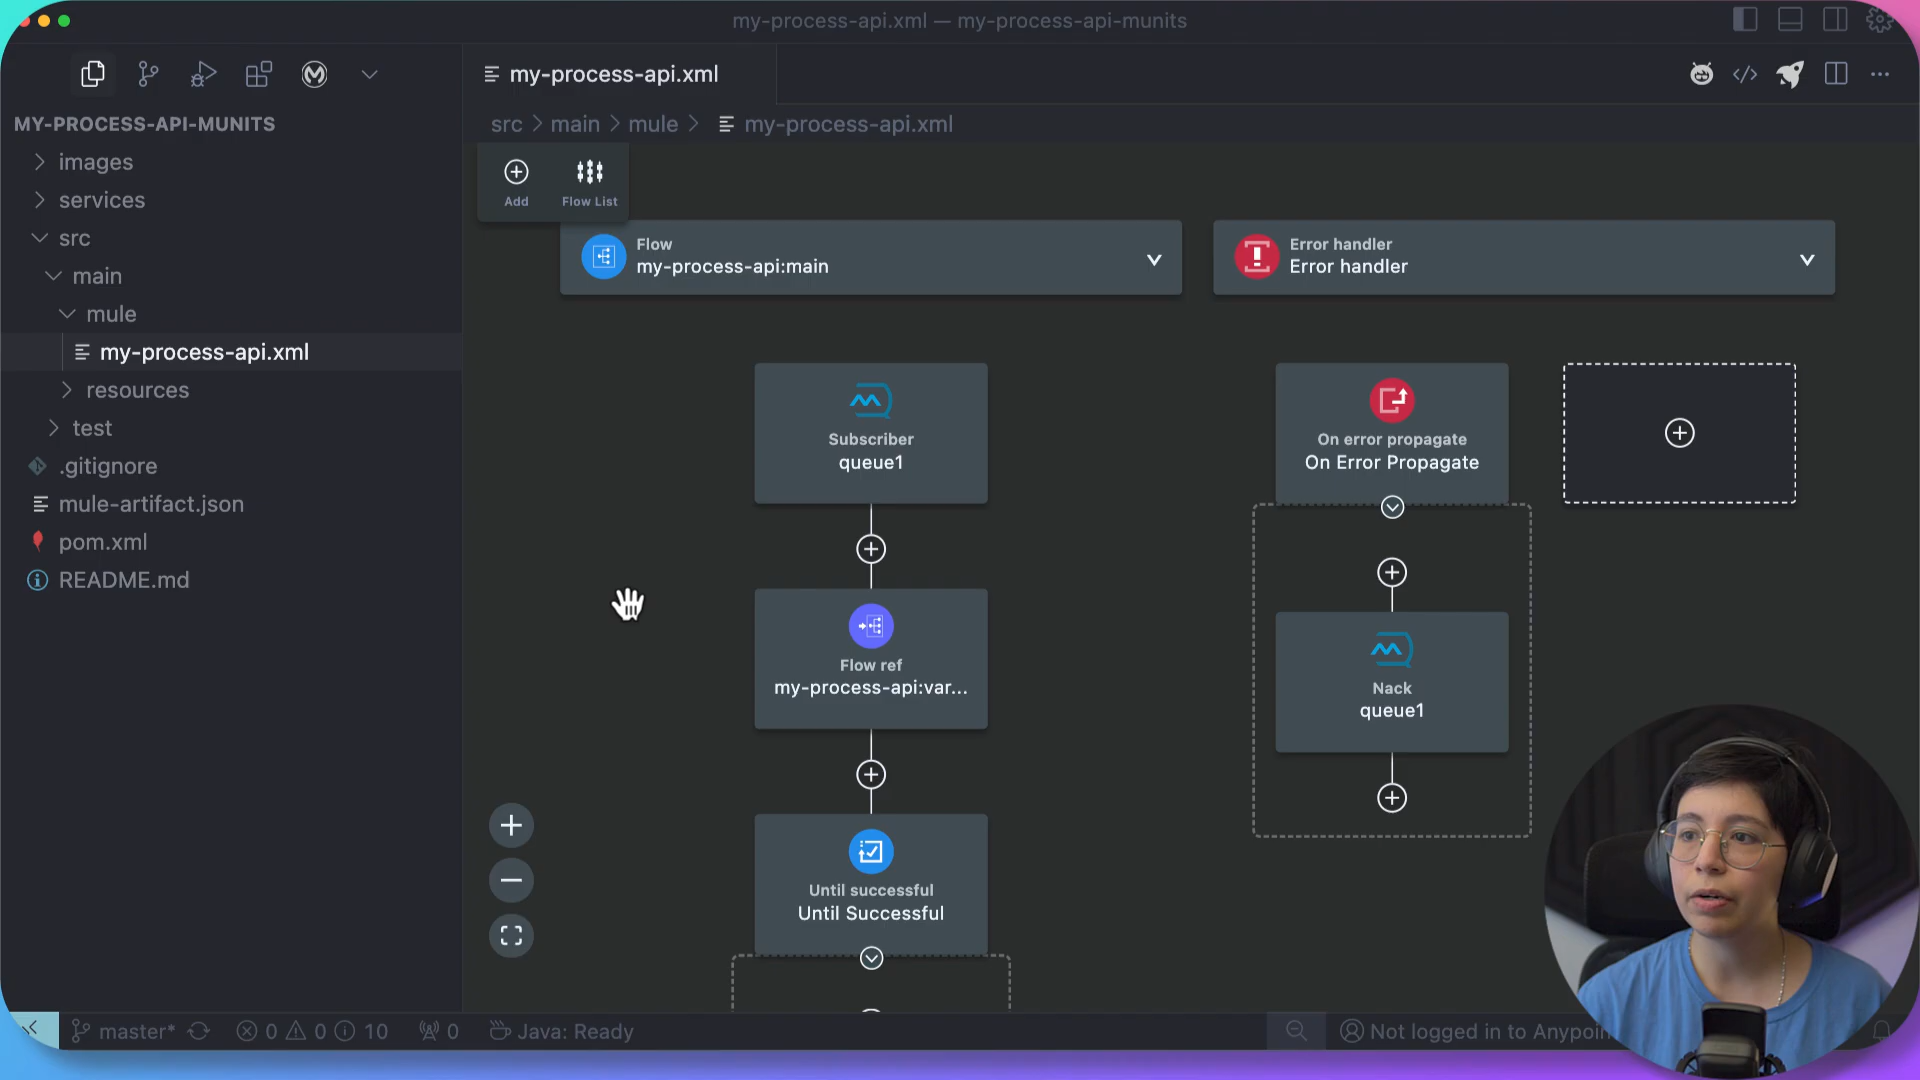 my-process-api.xml — my-process-api-munits
my-process-api.xml
MY-PROCESS-API-MUNITS
src > main > mule > my-process-api.xml
images
services
src
main
mule
my-process-api.xml
resources
test
.gitignore
mule-artifact.json
pom.xml
README.md
Add
Flow List
Flow
my-process-api:main
Error handler
Error handler
Subscriber
queue1
On error propagate
On Error Propagate
Flow ref
my-process-api:var...
Nack
queue1
Until successful
Until Successful
master* 0 0 10 0 Java: Ready
Not logged in to Anypoin